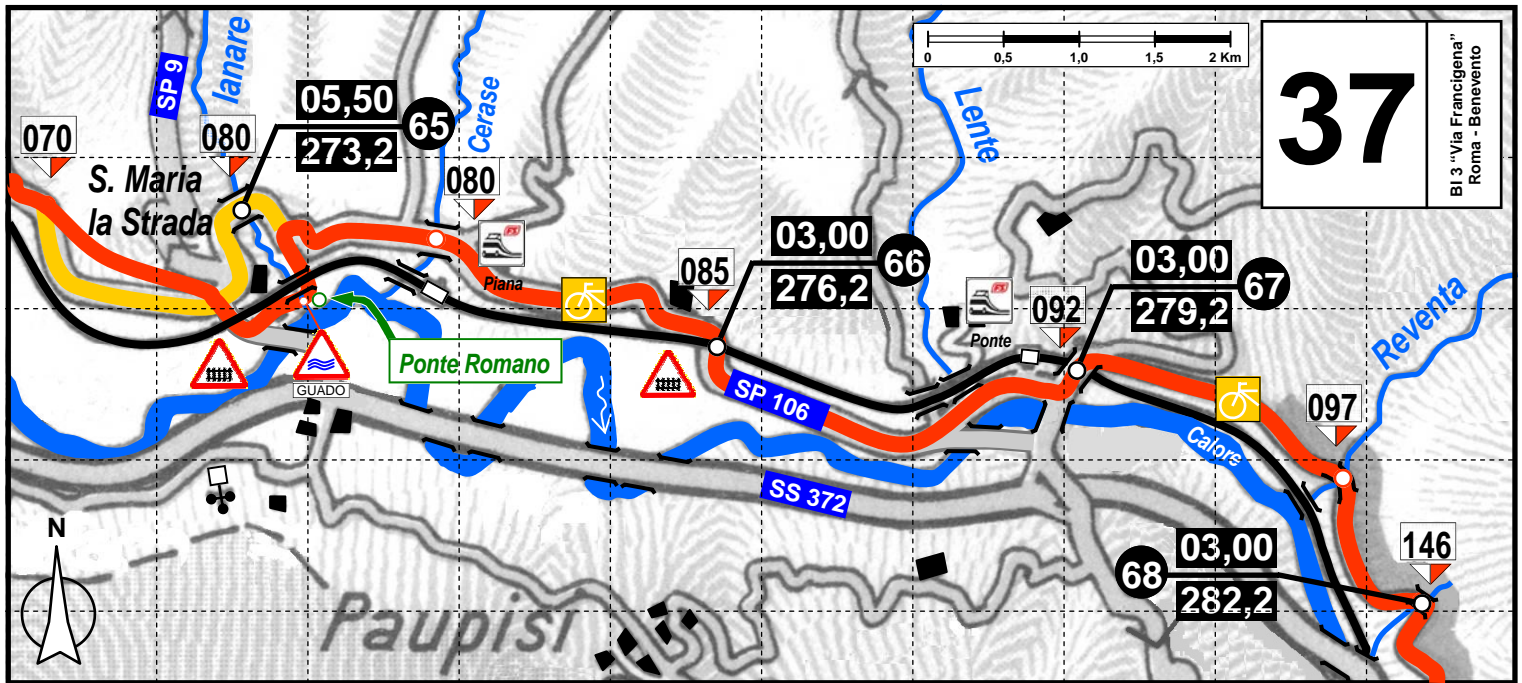 SP 9
Ianare
070
080
S. Maria
la Strada
05,50
273,2
65
Cerase
080
FS
Piana
Ponte Romano
GUADO
085
03,00
276,2
66
SP 106
SS 372
0 0,5 1,0 1,5 2 Km
Lente
FS
Ponte
092
03,00
279,2
67
37
BI 3 “Via Francigena”
Roma - Benevento
Reventa
097
Calore
146
03,00
282,2
68
N
Paupisi